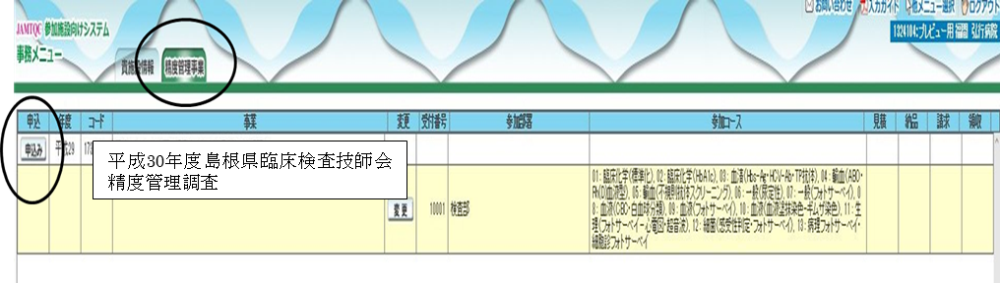 お問い合わせ 入力ガイド 他メニュー選択 ログアウト
JAMTQC 参加施設向けシステム
1324104:プレビュー用 福間 弘行病院
事務メニュー
貴施設情報 精度管理事業
申込 年度 コード 事業 変更 受付番号 参加部署 参加コース 見積 納品 請求 領収
申込み 平成29
平成30年度島根県臨床検査技師会
精度管理調査
変更 10001 検査部
01:臨床化学(標準化), 02:臨床化学(HbA1c), 03:血清(Hbs-Ag・HCV-Ab・TP抗体), 04:輸血(ABO・
Rh(D)血液型), 05:輸血(不規則抗体スクリーニング), 06:一般(尿定性), 07:一般(フォトサーベイ), 0
8:血液(CBC・白血球分類), 09:血液(フォトサーベイ), 10:血液(血液塗抹染色-ギムザ染色), 11:生
理(フォトサーベイ-心電図・超音波), 12:細菌(感受性判定・フォトサーベイ), 13:病理フォトサーベイ・
細胞診フォトサーベイ